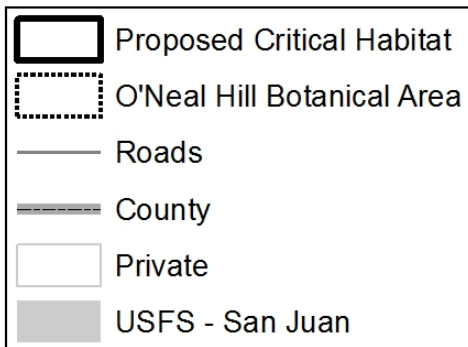 Proposed Critical Habitat
O'Neal Hill Botanical Area
Roads
County
Private
USFS - San Juan